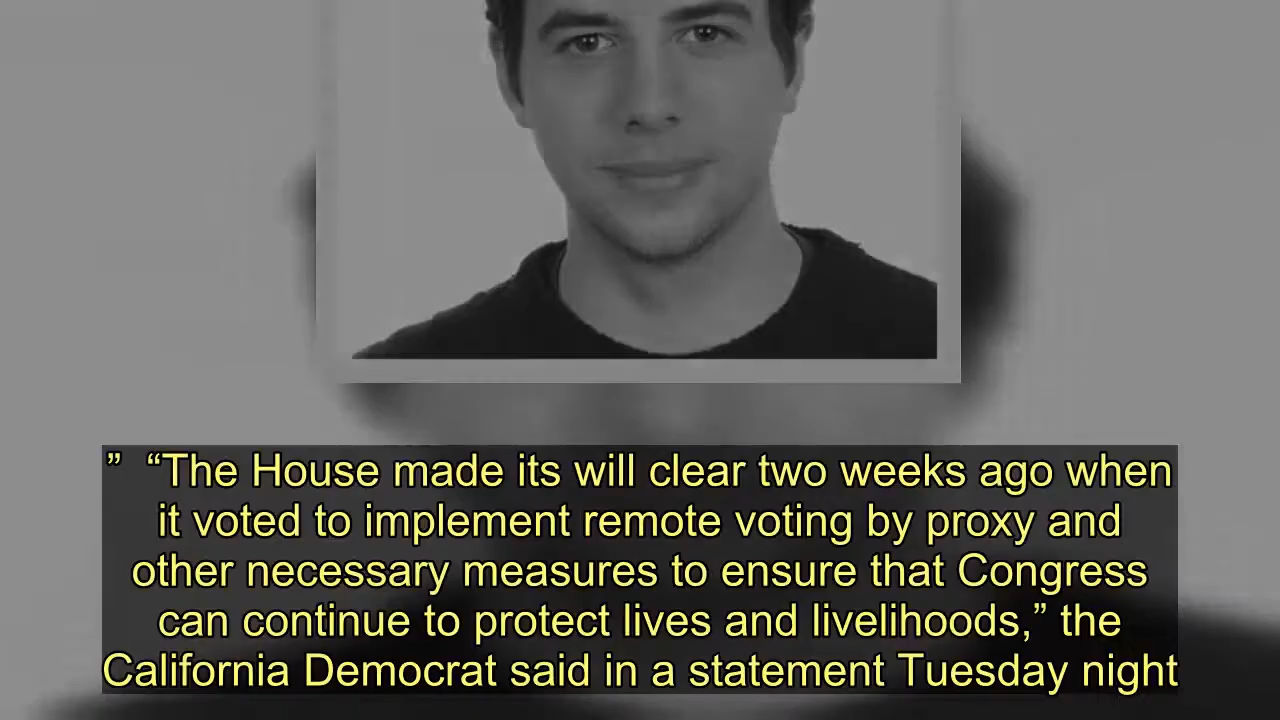 ” “The House made its will clear two weeks ago when
it voted to implement remote voting by proxy and
other necessary measures to ensure that Congress
can continue to protect lives and livelihoods,” the
California Democrat said in a statement Tuesday night